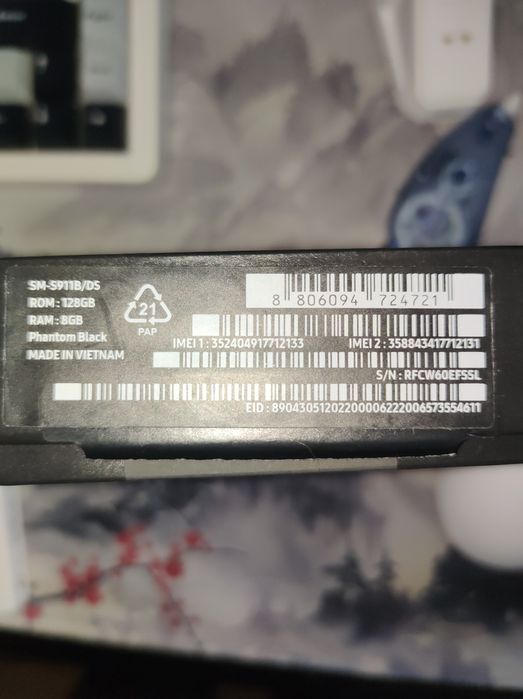 SM-S911B/DS
ROM : 128GB
RAM : 8GB
Phantom Black
MADE IN VIETNAM
21
PAP
8 806094 724721
IMEI 1 : 352404917712133
IMEI 2 : 358843417712131
S/N : RFCW60EFSSL
EID : 89043051202200006222006573554611